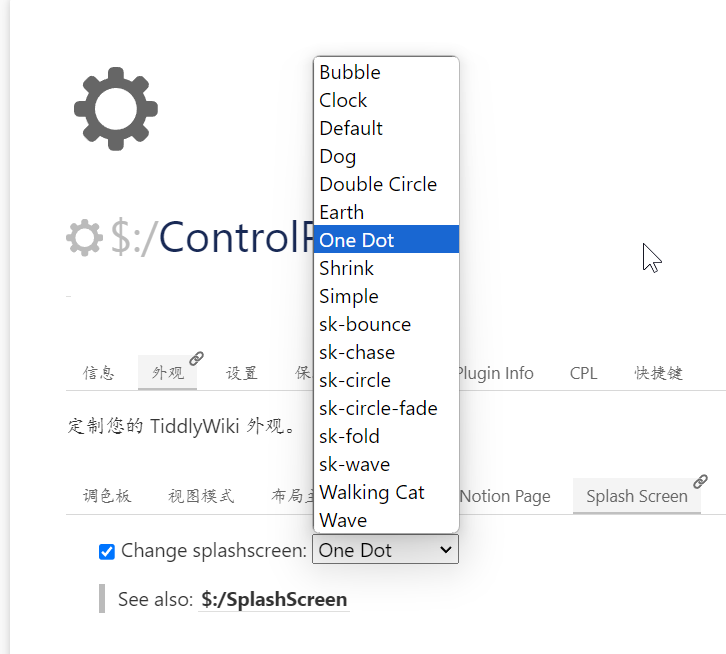 Bubble
Clock
Default
Dog
Double Circle
Earth
One Dot
Shrink
Simple
sk-bounce
sk-chase
sk-circle
sk-circle-fade
sk-fold
sk-wave
Walking Cat
Wave
$:/ControlP
信息 外观 设置 保 Plugin Info CPL 快捷键
定制您的 TiddlyWiki 外观。
调色板 视图模式 布局主 Notion Page Splash Screen
Change splashscreen: One Dot
See also: $:/SplashScreen